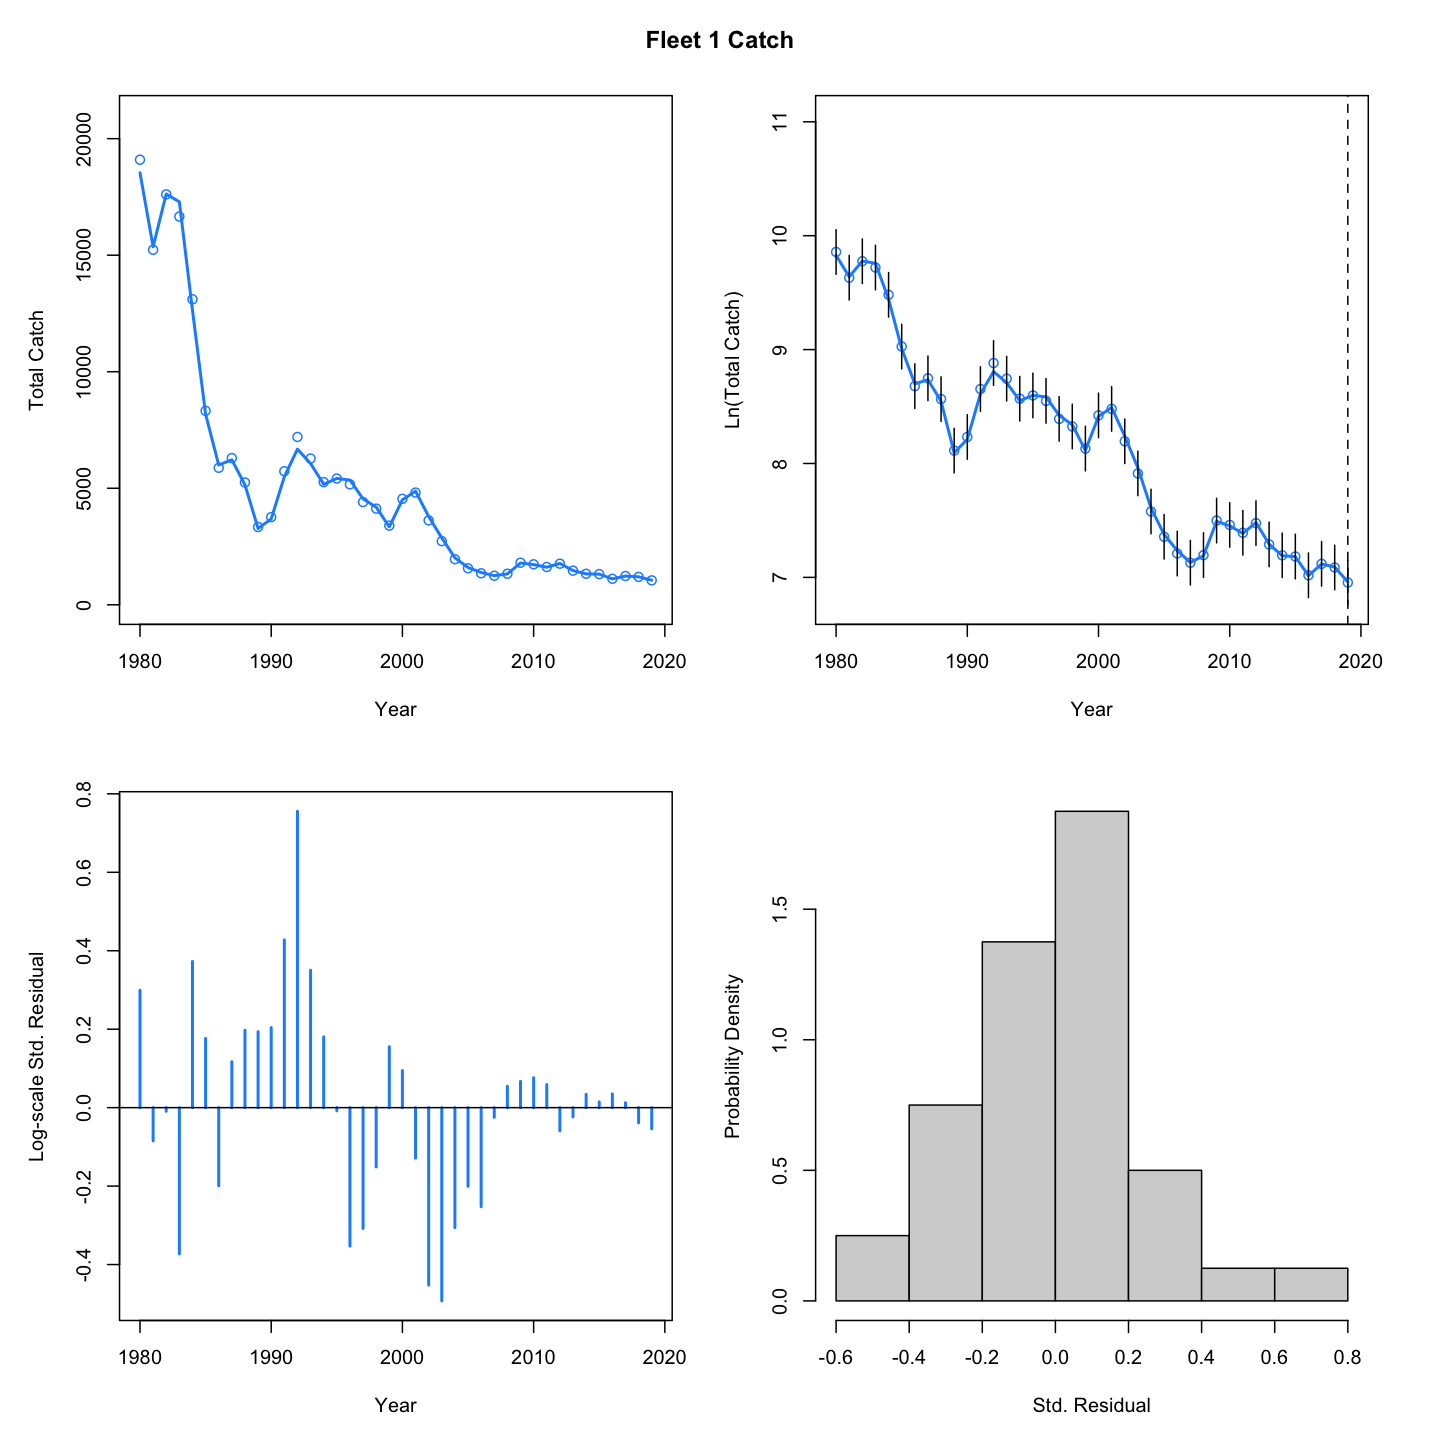 Fleet 1 Catch
Total Catch
20000
15000
10000
5000
0
1980 1990 2000 2010 2020
Year
Ln(Total Catch)
11
10
9
8
7
1980 1990 2000 2010 2020
Year
Log-scale Std. Residual
0.8
0.6
0.4
0.2
0.0
-0.2
-0.4
1980 1990 2000 2010 2020
Year
Probability Density
1.5
1.0
0.5
0.0
-0.6 -0.4 -0.2 0.0 0.2 0.4 0.6 0.8
Std. Residual